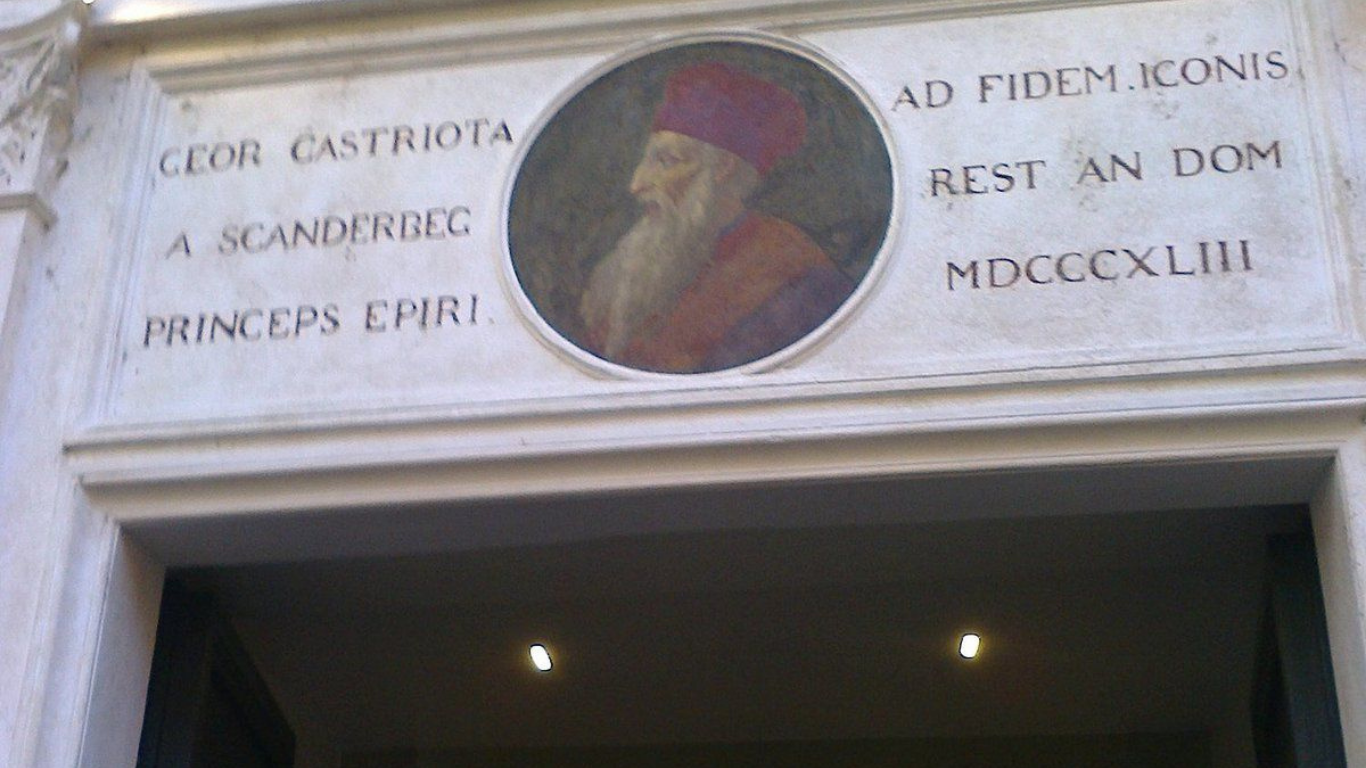 GEOR CASTRIOTA
A SCANDERBEG
PRINCEPS EPIRI.
AD FIDEM.ICONIS
REST AN DOM
MDCCCXLIII